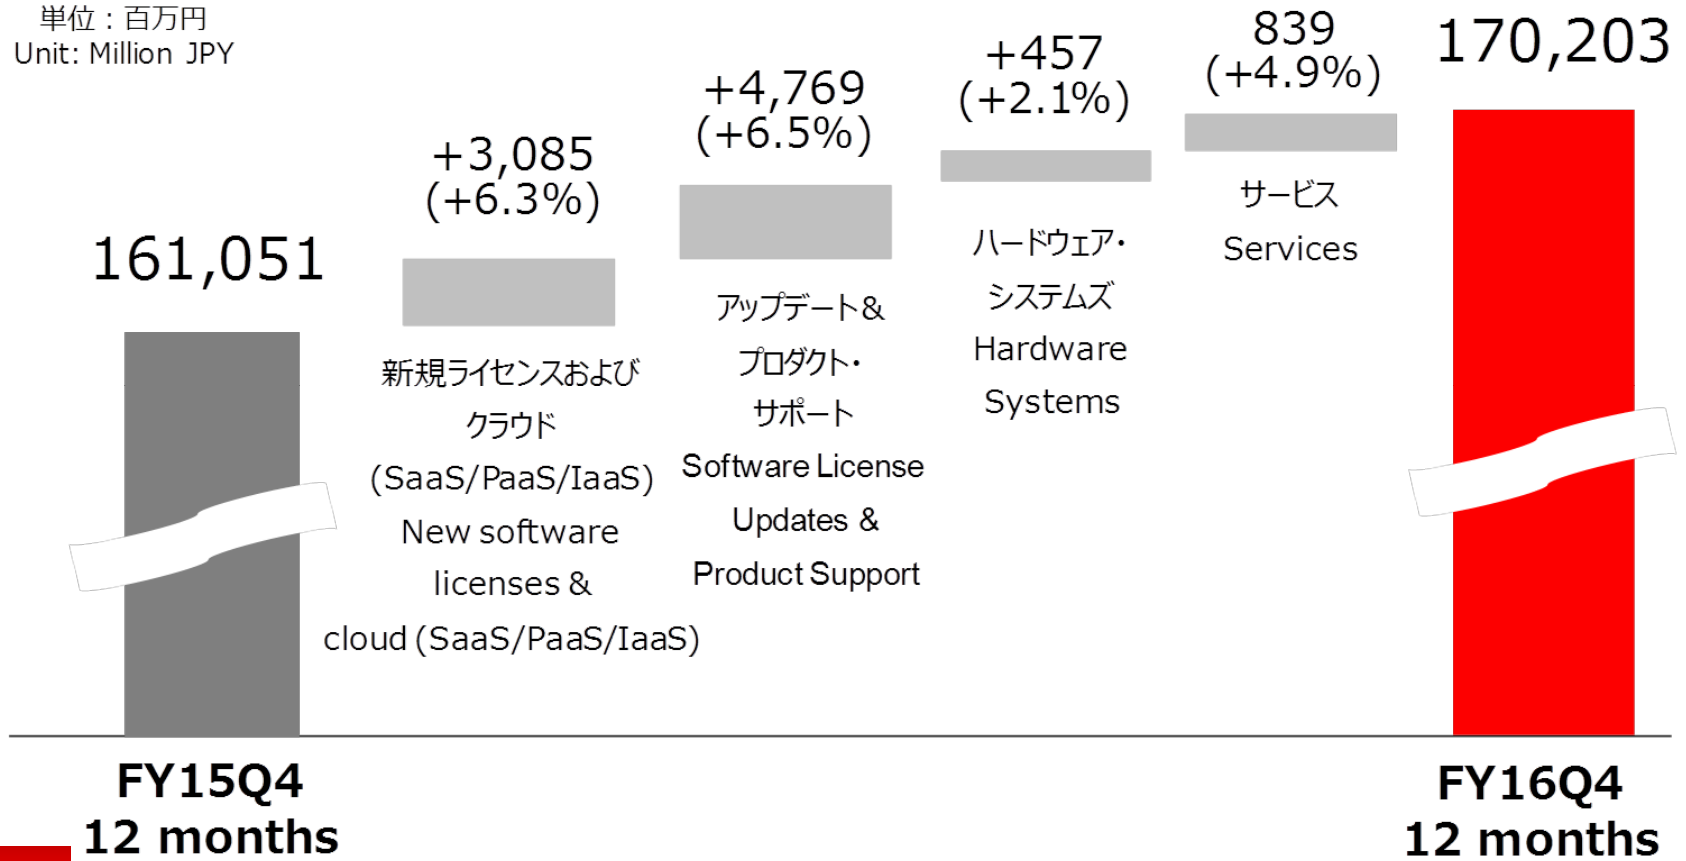 単位：百万円
Unit: Million JPY
161,051
+3,085
(+6.3%)
+4,769
(+6.5%)
+457
(+2.1%)
839
(+4.9%)
170,203
新規ライセンスおよび
クラウド
(SaaS/PaaS/IaaS)
New software
licenses &
cloud (SaaS/PaaS/IaaS)
アップデート＆
プロダクト・
サポート
Software License
Updates &
Product Support
ハードウェア・
システムズ
Hardware
Systems
サービス
Services
FY15Q4
12 months
FY16Q4
12 months